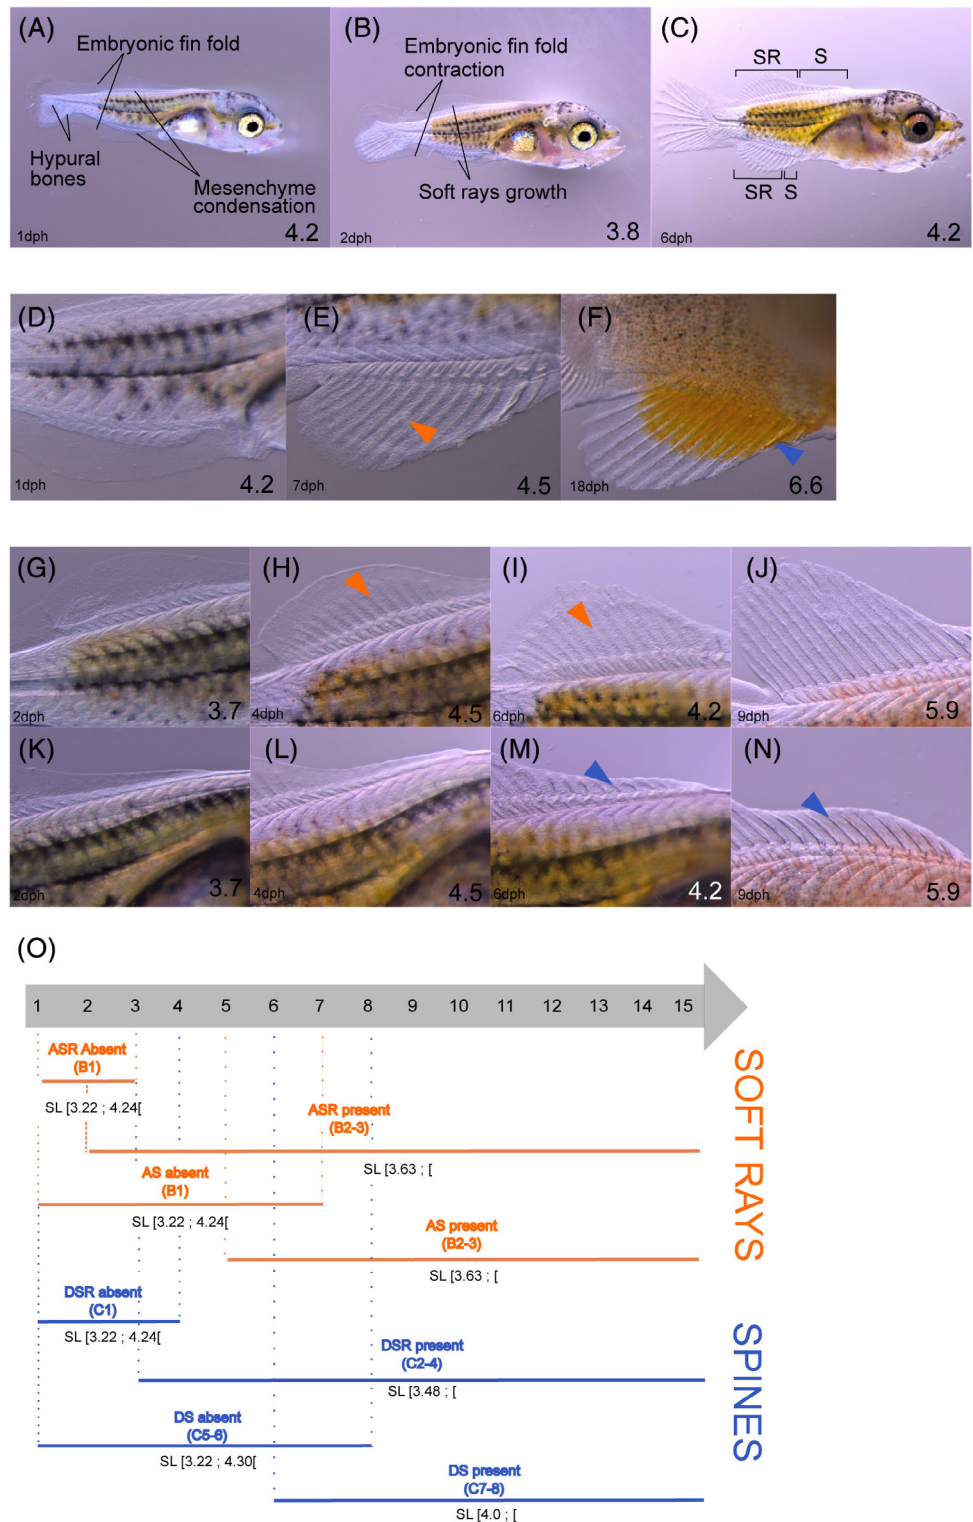 (A)
Embryonic fin fold
Hypural
bones
Mesenchyme
condensation
1dph
4.2
(B)
Embryonic fin fold
contraction
Soft rays growth
2dph
3.8
(C)
SR
S
SR
S
6dph
4.2
(D)
1dph
4.2
(E)
7dph
4.5
(F)
18dph
6.6
(G)
2dph
3.7
(H)
4dph
4.5
(I)
6dph
4.2
(J)
9dph
5.9
(K)
2dph
3.7
(L)
4dph
4.5
(M)
6dph
4.2
(N)
9dph
5.9
(O)
1 2 3 4 5 6 7 8 9 10 11 12 13 14 15
ASR Absent
(B1)
SL [3.22 ; 4.24[
ASR present
(B2-3)
SL [3.63 ; [
AS absent
(B1)
SL [3.22 ; 4.24[
AS present
(B2-3)
SL [3.63 ; [
DSR absent
(C1)
SL [3.22 ; 4.24[
DSR present
(C2-4)
SL [3.48 ; [
DS absent
(C5-6)
SL [3.22 ; 4.30[
DS present
(C7-8)
SL [4.0 ; [
SOFT RAYS
SPINES